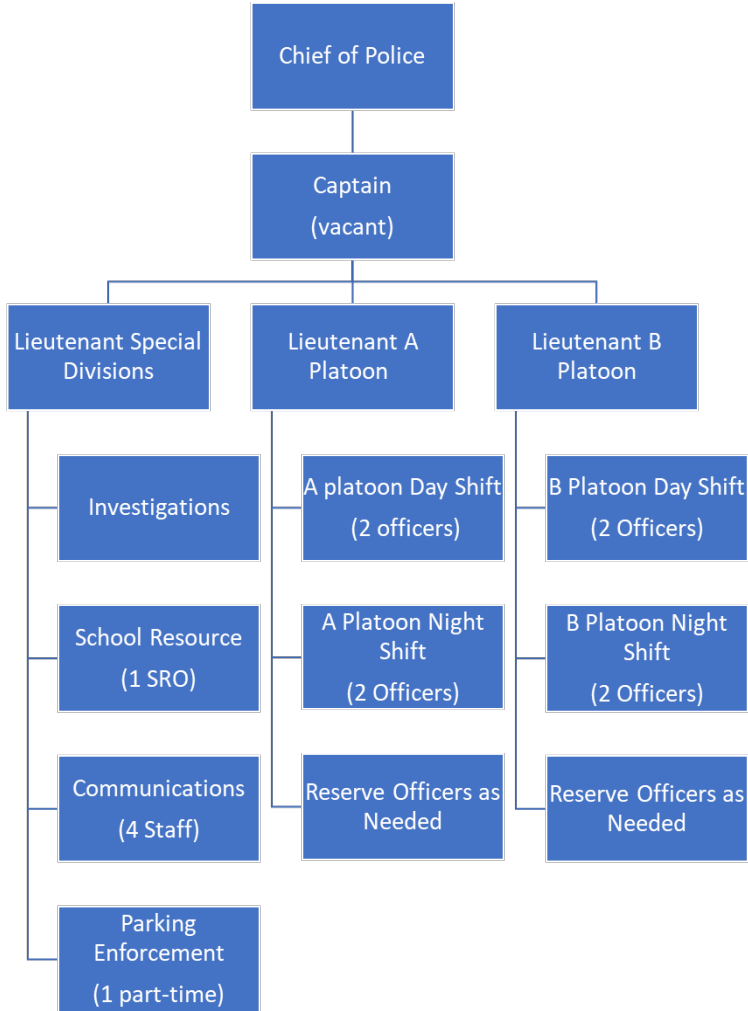 Chief of Police
Captain
(vacant)
Lieutenant Special
Divisions
Lieutenant A
Platoon
Lieutenant B
Platoon
Investigations
School Resource
(1 SRO)
Communications
(4 Staff)
Parking
Enforcement
(1 part-time)
A platoon Day Shift
(2 officers)
A Platoon Night
Shift
(2 Officers)
Reserve Officers as
Needed
B Platoon Day Shift
(2 Officers)
B Platoon Night
Shift
(2 Officers)
Reserve Officers as
Needed